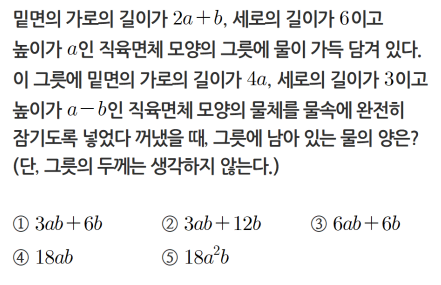 밑면의 가로의 길이가 2a+b, 세로의 길이가 6이고
높이가 a인 직육면체 모양의 그릇에 물이 가득 담겨 있다.
이 그릇에 밑면의 가로의 길이가 4a, 세로의 길이가 3이고
높이가 a−b인 직육면체 모양의 물체를 물속에 완전히
잠기도록 넣었다 꺼냈을 때, 그릇에 남아 있는 물의 양은?
(단, 그릇의 두께는 생각하지 않는다.)
① 3ab+6b ② 3ab+12b ③ 6ab+6b
④ 18ab ⑤ 18a²b